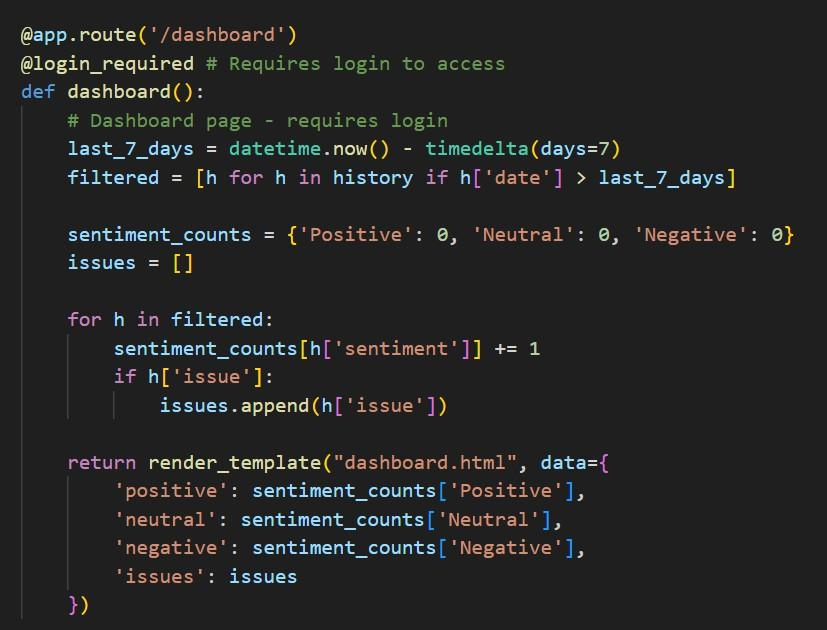 @app.route('/dashboard')
@login_required # Requires login to access
def dashboard():
    # Dashboard page - requires login
    last_7_days = datetime.now() - timedelta(days=7)
    filtered = [h for h in history if h['date'] > last_7_days]

    sentiment_counts = {'Positive': 0, 'Neutral': 0, 'Negative': 0}
    issues = []

    for h in filtered:
        sentiment_counts[h['sentiment']] += 1
        if h['issue']:
            issues.append(h['issue'])

    return render_template("dashboard.html", data={
        'positive': sentiment_counts['Positive'],
        'neutral': sentiment_counts['Neutral'],
        'negative': sentiment_counts['Negative'],
        'issues': issues
    })